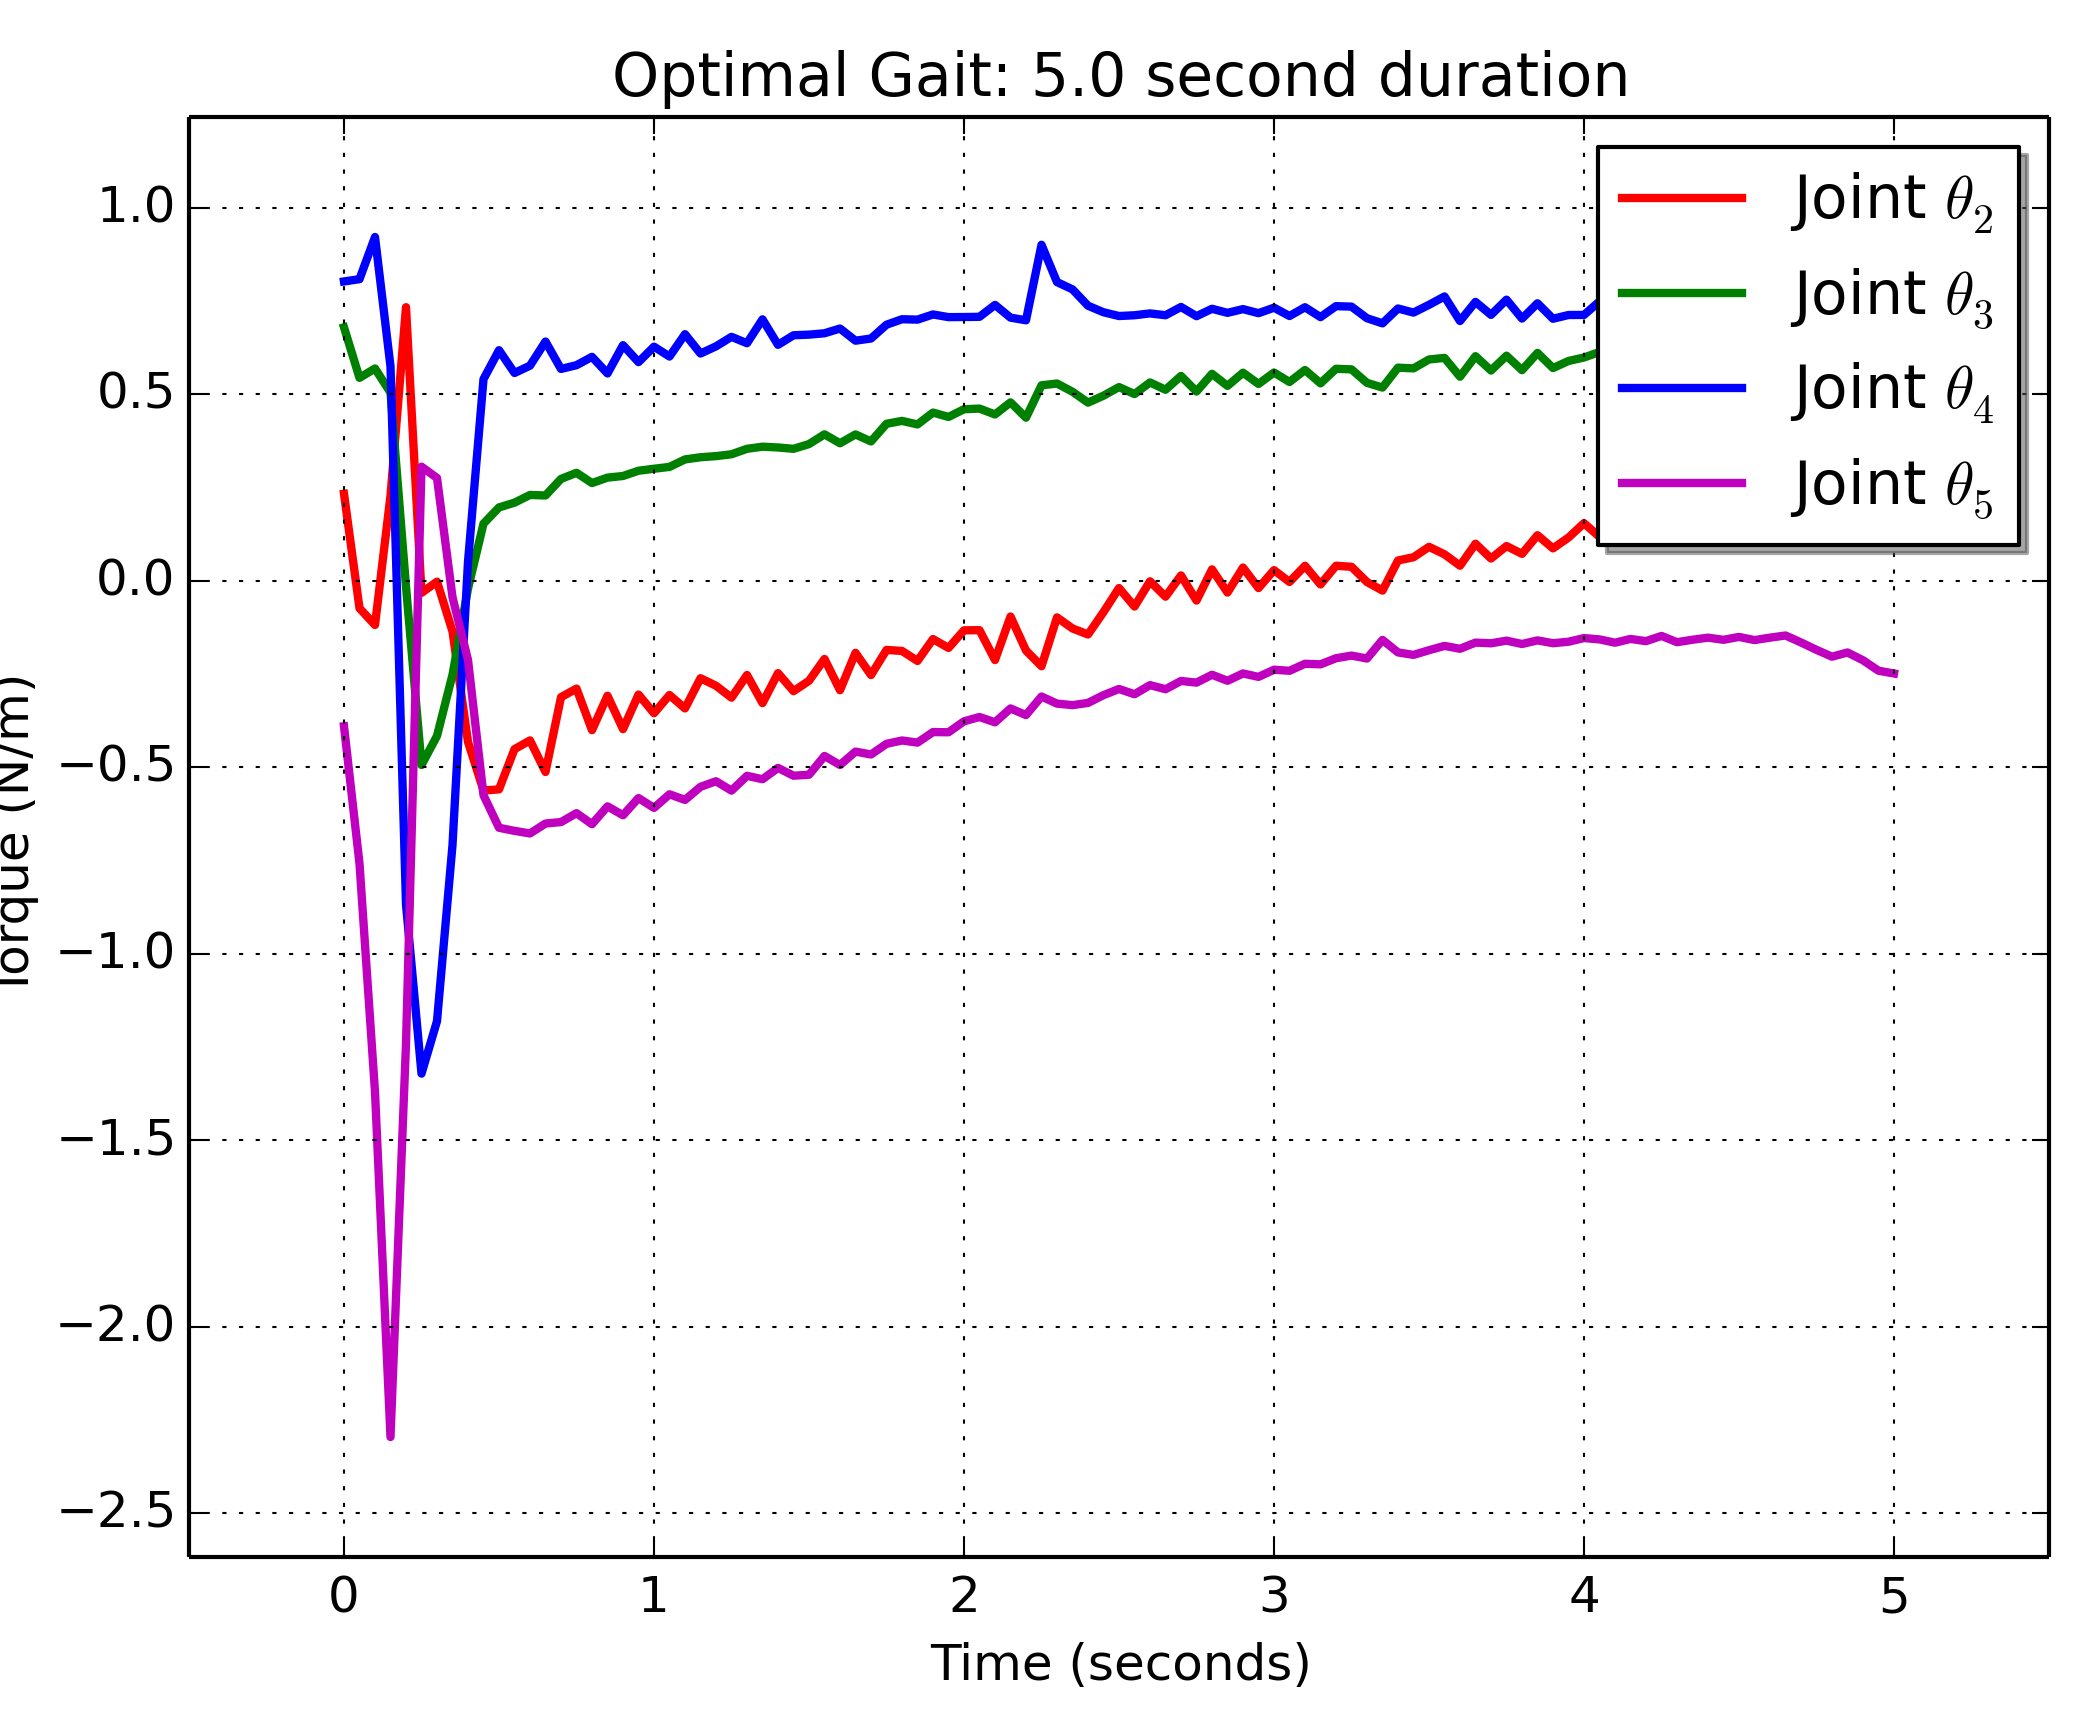 Optimal Gait: 5.0 second duration
1.0
0.5
0.0
−0.5
−1.0
−1.5
−2.0
−2.5
Torque (N/m)
Joint θ₂
Joint θ₃
Joint θ₄
Joint θ₅
0 1 2 3 4 5
Time (seconds)